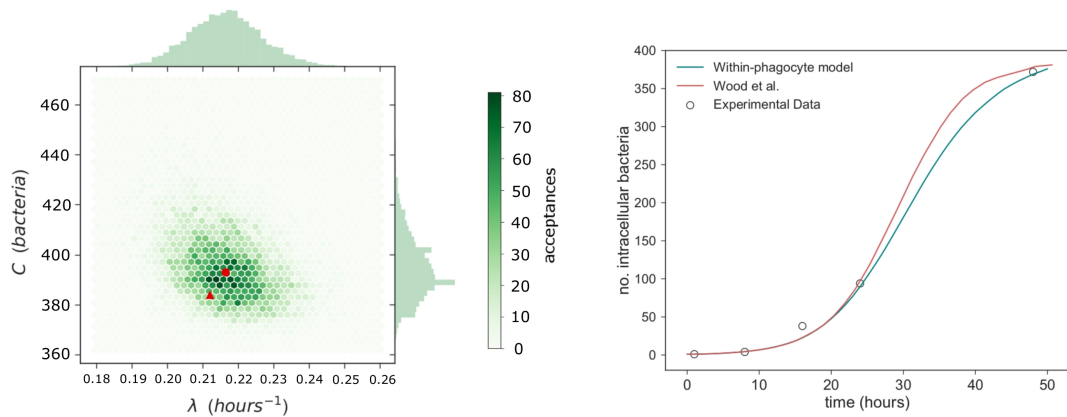 460
440
420
400
380
360
C (bacteria)
0.18 0.19 0.20 0.21 0.22 0.23 0.24 0.25 0.26
λ (hours⁻¹)
80
70
60
50
40
30
20
10
0
acceptances
400
350
300
250
200
150
100
50
0
no. intracellular bacteria
Within-phagocyte model
Wood et al.
Experimental Data
0 10 20 30 40 50
time (hours)